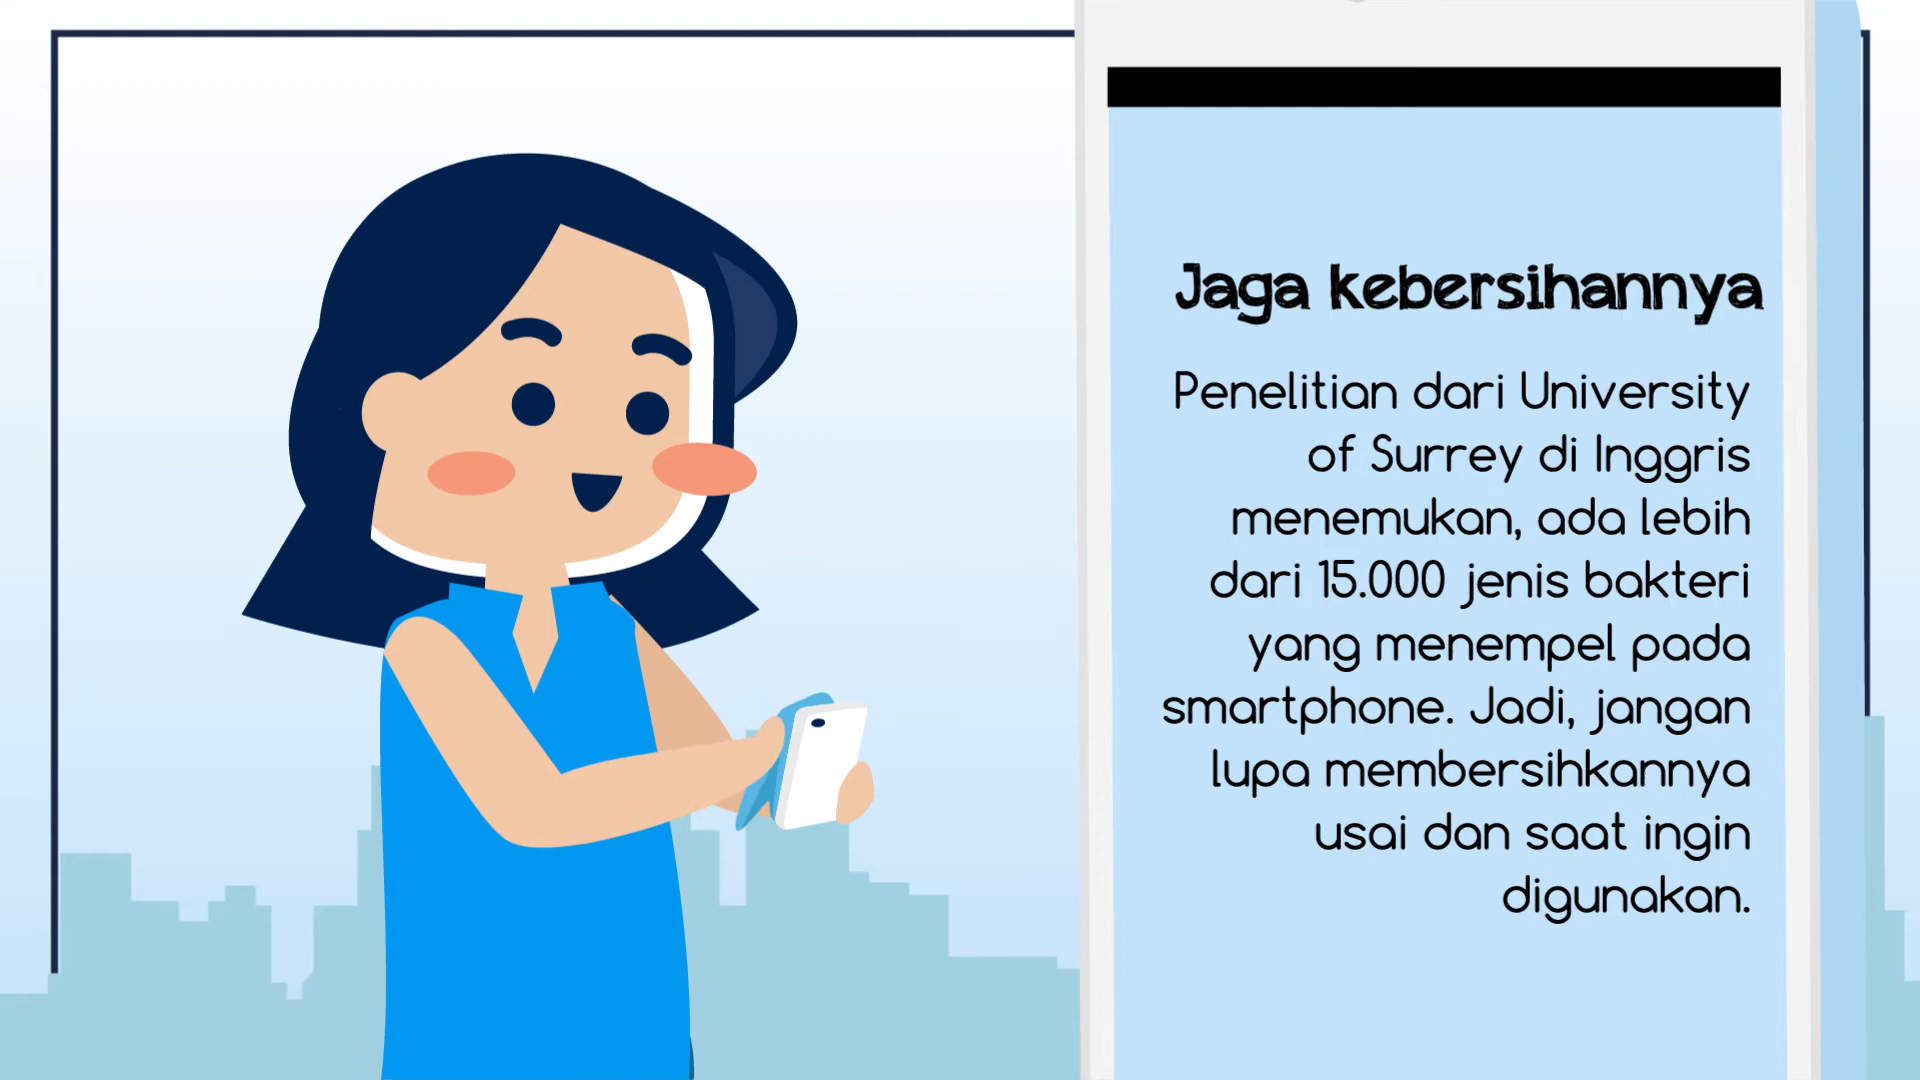 Jaga kebersihannya
Penelitian dari University
of Surrey di Inggris
menemukan, ada lebih
dari 15.000 jenis bakteri
yang menempel pada
smartphone. Jadi, jangan
lupa membersihkannya
usai dan saat ingin
digunakan.